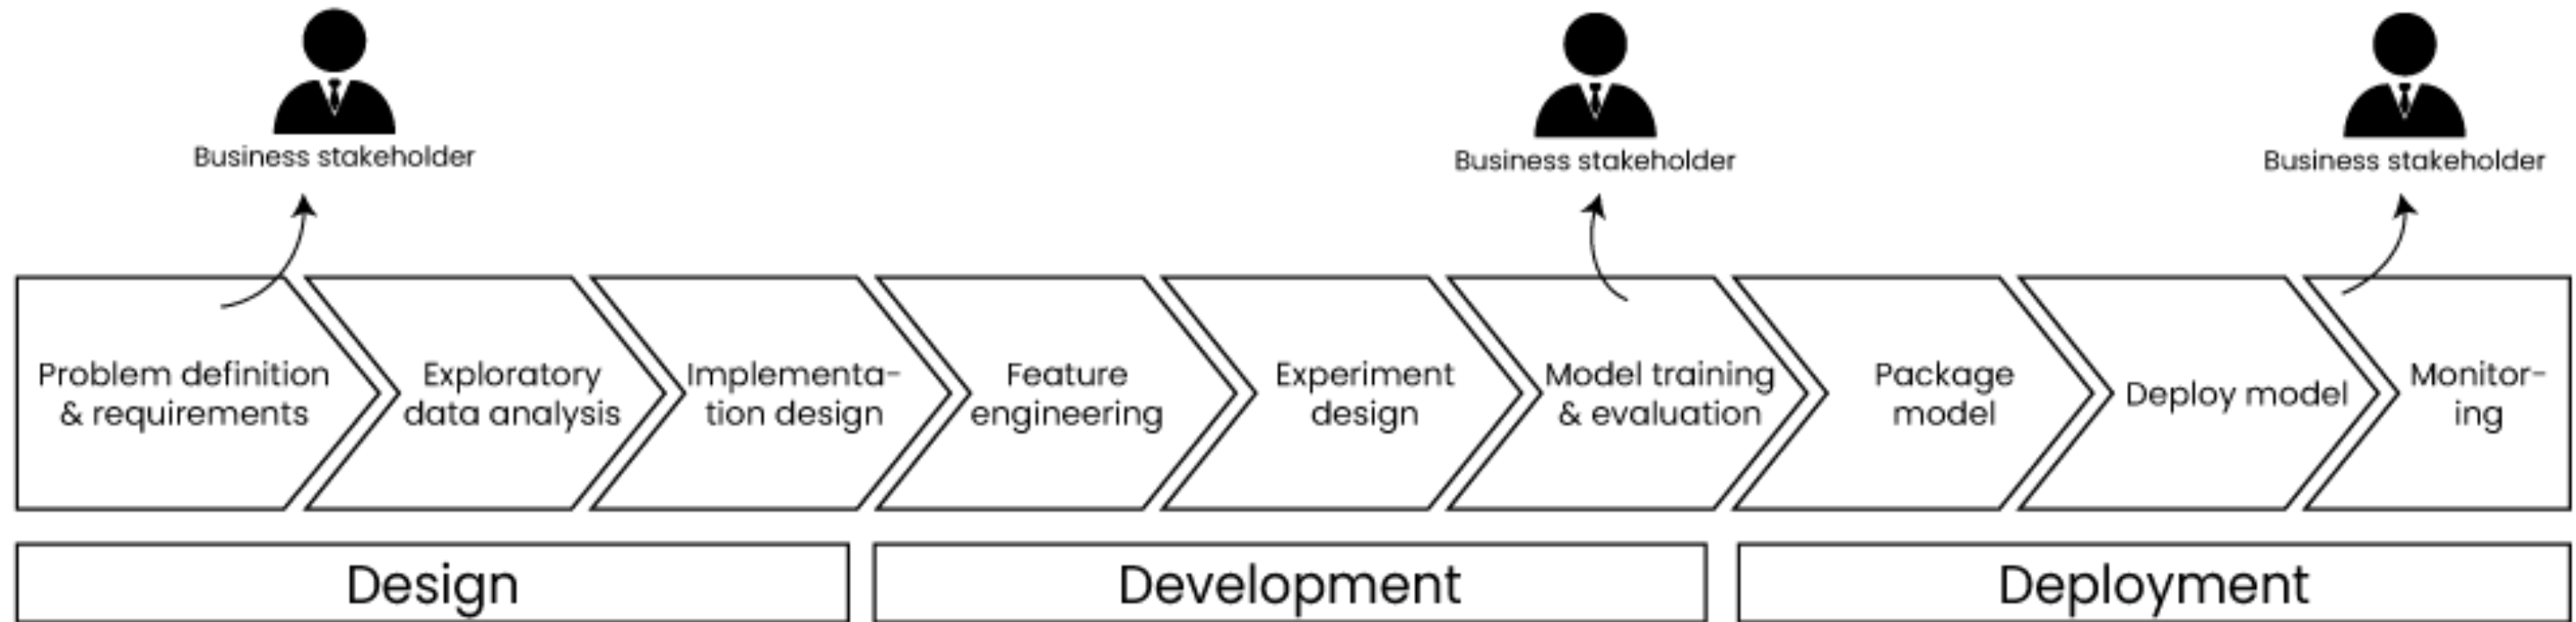 Business stakeholder
Business stakeholder
Business stakeholder
Problem definition
& requirements
Exploratory
data analysis
Implementa-
tion design
Feature
engineering
Experiment
design
Model training
& evaluation
Package
model
Deploy model
Monitor-
ing
Design
Development
Deployment